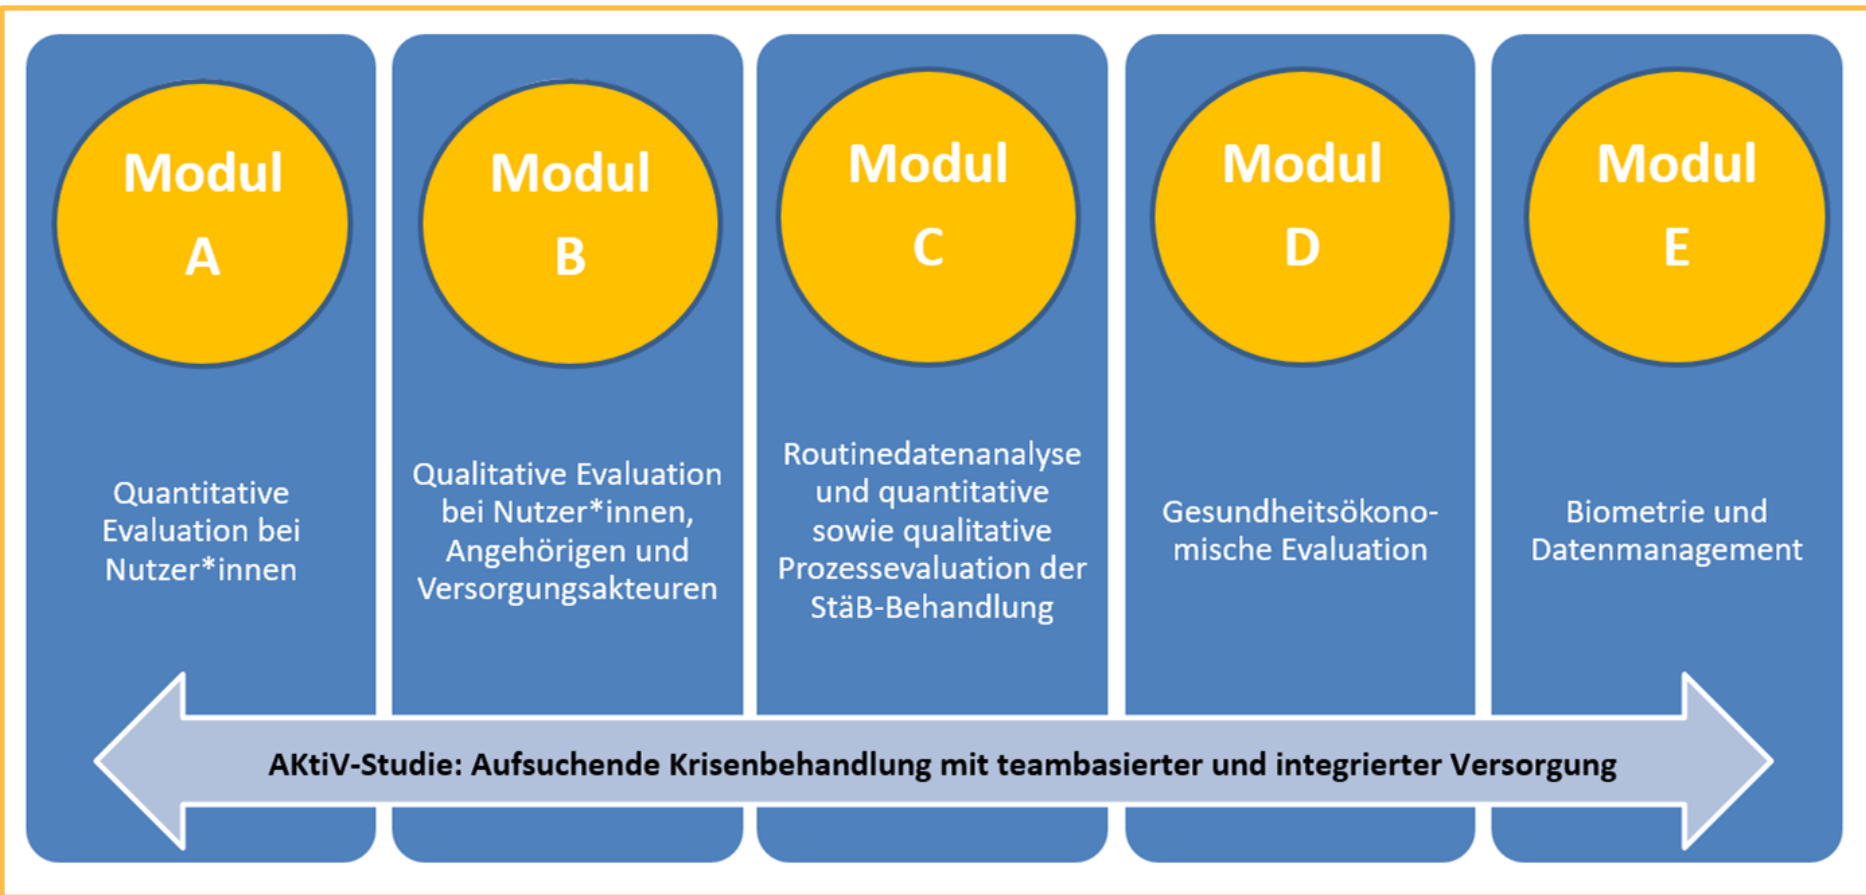 Modul
A
Quantitative
Evaluation bei
Nutzer*innen
Modul
B
Qualitative Evaluation
bei Nutzer*innen,
Angehörigen und
Versorgungsakteuren
Modul
C
Routinedatenanalyse
und quantitative
sowie qualitative
Prozessevaluation der
StäB-Behandlung
Modul
D
Gesundheitsökono-
mische Evaluation
Modul
E
Biometrie und
Datenmanagement
AKtiV-Studie: Aufsuchende Krisenbehandlung mit teambasierter und integrierter Versorgung